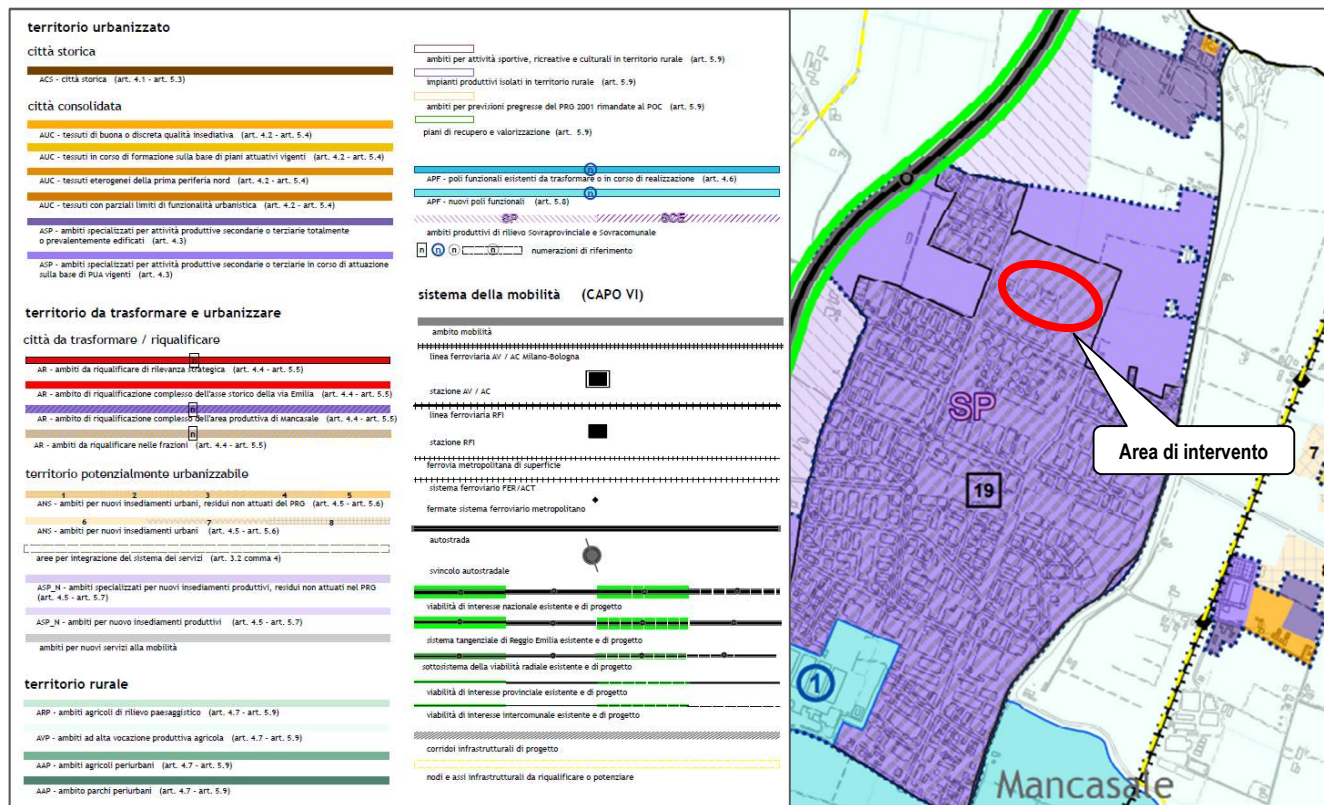 territorio urbanizzato
città storica
ACS - città storica (art. 4.1 - art. 5.3)
città consolidata
AUC - tessuti di buona o discreta qualità insediativa (art. 4.2 - art. 5.4)
AUC - tessuti in corso di formazione sulla base di piani attuativi vigenti (art. 4.2 - art. 5.4)
AUC - tessuti eterogenei della prima periferia nord (art. 4.2 - art. 5.4)
AUC - tessuti con parziali limiti di funzionalità urbanistica (art. 4.2 - art. 5.4)
ASP - ambiti specializzati per attività produttive secondarie o terziarie totalmente
o prevalentemente edificati (art. 4.3)
ASP - ambiti specializzati per attività produttive secondarie o terziarie in corso di attuazione
sulla base di PUA vigenti (art. 4.3)
territorio da trasformare e urbanizzare
città da trasformare / riqualificare
n
AR - ambiti da riqualificare di rilevanza strategica (art. 4.4 - art. 5.5)
AR - ambito di riqualificazione complesso dell'asse storico della via Emilia (art. 4.4 - art. 5.5)
n
AR - ambito di riqualificazione complesso dell'area produttiva di Mancasale (art. 4.4 - art. 5.5)
n
AR - ambiti da riqualificare nelle frazioni (art. 4.4 - art. 5.5)
territorio potenzialmente urbanizzabile
1 2 3 4 5
ANS - ambiti per nuovi insediamenti urbani, residui non attuati del PRG (art. 4.5 - art. 5.6)
6 7 8
ANS - ambiti per nuovi insediamenti urbani (art. 4.5 - art. 5.6)
aree per integrazione del sistema dei servizi (art. 3.2 comma 4)
ASP_N - ambiti specializzati per nuovi insediamenti produttivi, residui non attuati nel PRG
(art. 4.5 - art. 5.7)
ASP_N - ambiti per nuovo insediamenti produttivi (art. 4.5 - art. 5.7)
ambiti per nuovi servizi alla mobilità
territorio rurale
ARP - ambiti agricoli di rilievo paesaggistico (art. 4.7 - art. 5.9)
AVP - ambiti ad alta vocazione produttiva agricola (art. 4.7 - art. 5.9)
AAP - ambiti agricoli periurbani (art. 4.7 - art. 5.9)
AAP - ambito parchi periurbani (art. 4.7 - art. 5.9)
ambiti per attività sportive, ricreative e culturali in territorio rurale (art. 5.9)
impianti produttivi isolati in territorio rurale (art. 5.9)
ambiti per previsioni pregresse del PRG 2001 rimandate al POC (art. 5.9)
piani di recupero e valorizzazione (art. 5.9)
n
APF - poli funzionali esistenti da trasformare o in corso di realizzazione (art. 4.6)
n
APF - nuovi poli funzionali (art. 5.8)
SP SCE
ambiti produttivi di rilievo Sovraprovinciale e Sovracomunale
n n n n numerazioni di riferimento
sistema della mobilità (CAPO VI)
ambito mobilità
linea ferroviaria AV / AC Milano-Bologna
stazione AV / AC
linea ferroviaria RFI
stazione RFI
ferrovia metropolitana di superficie
sistema ferroviario FER/ACT
fermate sistema ferroviario metropolitano
autostrada
svincolo autostradale
viabilità di interesse nazionale esistente e di progetto
sistema tangenziale di Reggio Emilia esistente e di progetto
sottosistema della viabilità radiale esistente e di progetto
viabilità di interesse provinciale esistente e di progetto
viabilità di interesse intercomunale esistente e di progetto
corridoi infrastrutturali di progetto
nodi e assi infrastrutturali da riqualificare o potenziare
SP
Area di intervento
7
19
1
Mancasale